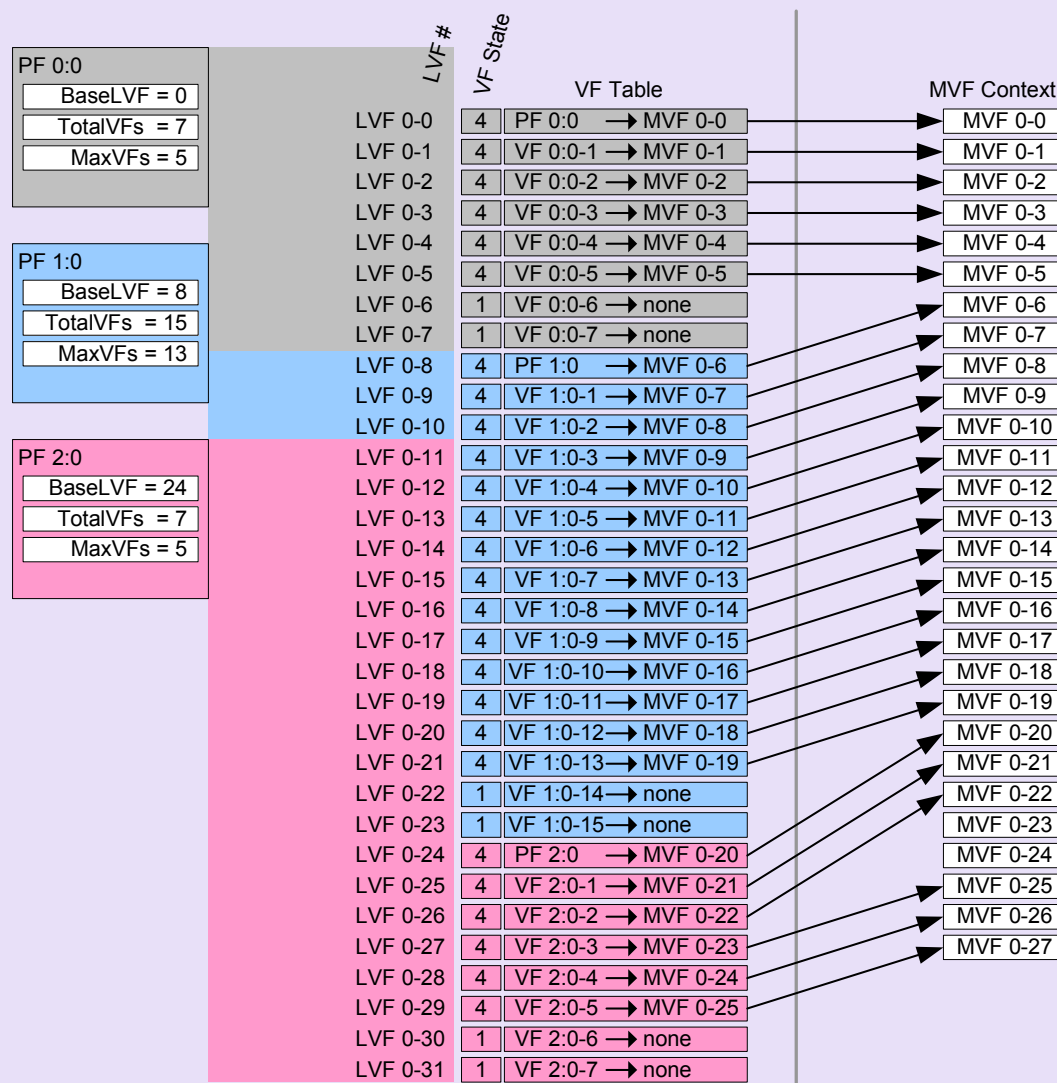 LVF #
VF State
VF Table
MVF Context
PF 0:0
BaseLVF = 0
TotalVFs = 7
MaxVFs = 5
PF 1:0
BaseLVF = 8
TotalVFs = 15
MaxVFs = 13
PF 2:0
BaseLVF = 24
TotalVFs = 7
MaxVFs = 5
LVF 0-0 4 PF 0:0 → MVF 0-0 MVF 0-0
LVF 0-1 4 VF 0:0-1 → MVF 0-1 MVF 0-1
LVF 0-2 4 VF 0:0-2 → MVF 0-2 MVF 0-2
LVF 0-3 4 VF 0:0-3 → MVF 0-3 MVF 0-3
LVF 0-4 4 VF 0:0-4 → MVF 0-4 MVF 0-4
LVF 0-5 4 VF 0:0-5 → MVF 0-5 MVF 0-5
LVF 0-6 1 VF 0:0-6 → none MVF 0-6
LVF 0-7 1 VF 0:0-7 → none MVF 0-7
LVF 0-8 4 PF 1:0 → MVF 0-6 MVF 0-8
LVF 0-9 4 VF 1:0-1 → MVF 0-7 MVF 0-9
LVF 0-10 4 VF 1:0-2 → MVF 0-8 MVF 0-10
LVF 0-11 4 VF 1:0-3 → MVF 0-9 MVF 0-11
LVF 0-12 4 VF 1:0-4 → MVF 0-10 MVF 0-12
LVF 0-13 4 VF 1:0-5 → MVF 0-11 MVF 0-13
LVF 0-14 4 VF 1:0-6 → MVF 0-12 MVF 0-14
LVF 0-15 4 VF 1:0-7 → MVF 0-13 MVF 0-15
LVF 0-16 4 VF 1:0-8 → MVF 0-14 MVF 0-16
LVF 0-17 4 VF 1:0-9 → MVF 0-15 MVF 0-17
LVF 0-18 4 VF 1:0-10 → MVF 0-16 MVF 0-18
LVF 0-19 4 VF 1:0-11 → MVF 0-17 MVF 0-19
LVF 0-20 4 VF 1:0-12 → MVF 0-18 MVF 0-20
LVF 0-21 4 VF 1:0-13 → MVF 0-19 MVF 0-21
LVF 0-22 1 VF 1:0-14 → none MVF 0-22
LVF 0-23 1 VF 1:0-15 → none MVF 0-23
LVF 0-24 4 PF 2:0 → MVF 0-20 MVF 0-24
LVF 0-25 4 VF 2:0-1 → MVF 0-21 MVF 0-25
LVF 0-26 4 VF 2:0-2 → MVF 0-22 MVF 0-26
LVF 0-27 4 VF 2:0-3 → MVF 0-23 MVF 0-27
LVF 0-28 4 VF 2:0-4 → MVF 0-24
LVF 0-29 4 VF 2:0-5 → MVF 0-25
LVF 0-30 1 VF 2:0-6 → none
LVF 0-31 1 VF 2:0-7 → none